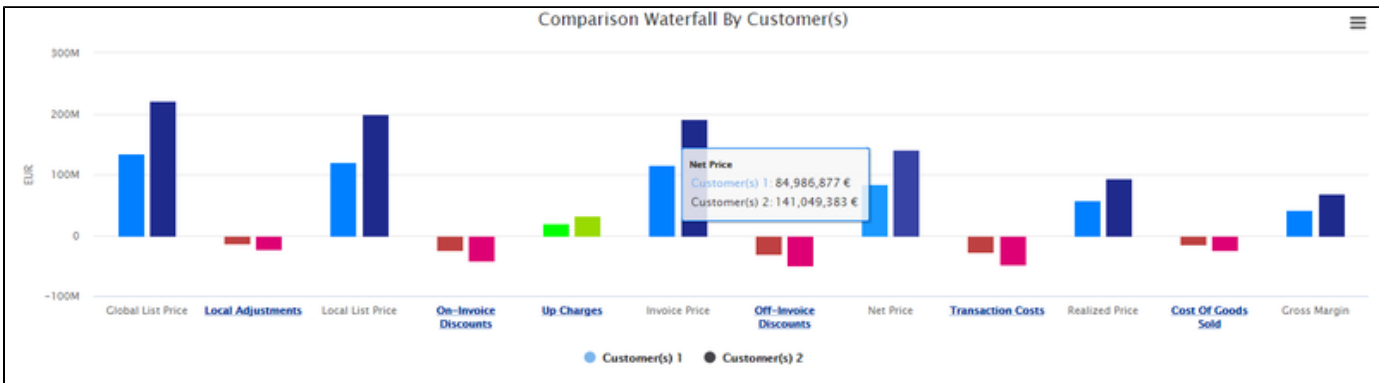 Comparison Waterfall By Customer(s)
300M
200M
100M
0
-100M
EUR
Net Price
Customer(s) 1: 84,986,877 €
Customer(s) 2: 141,049,383 €
Global List Price
Local Adjustments
Local List Price
On-Invoice
Discounts
Up Charges
Invoice Price
Off-Invoice
Discounts
Net Price
Transaction Costs
Realized Price
Cost Of Goods
Sold
Gross Margin
Customer(s) 1
Customer(s) 2